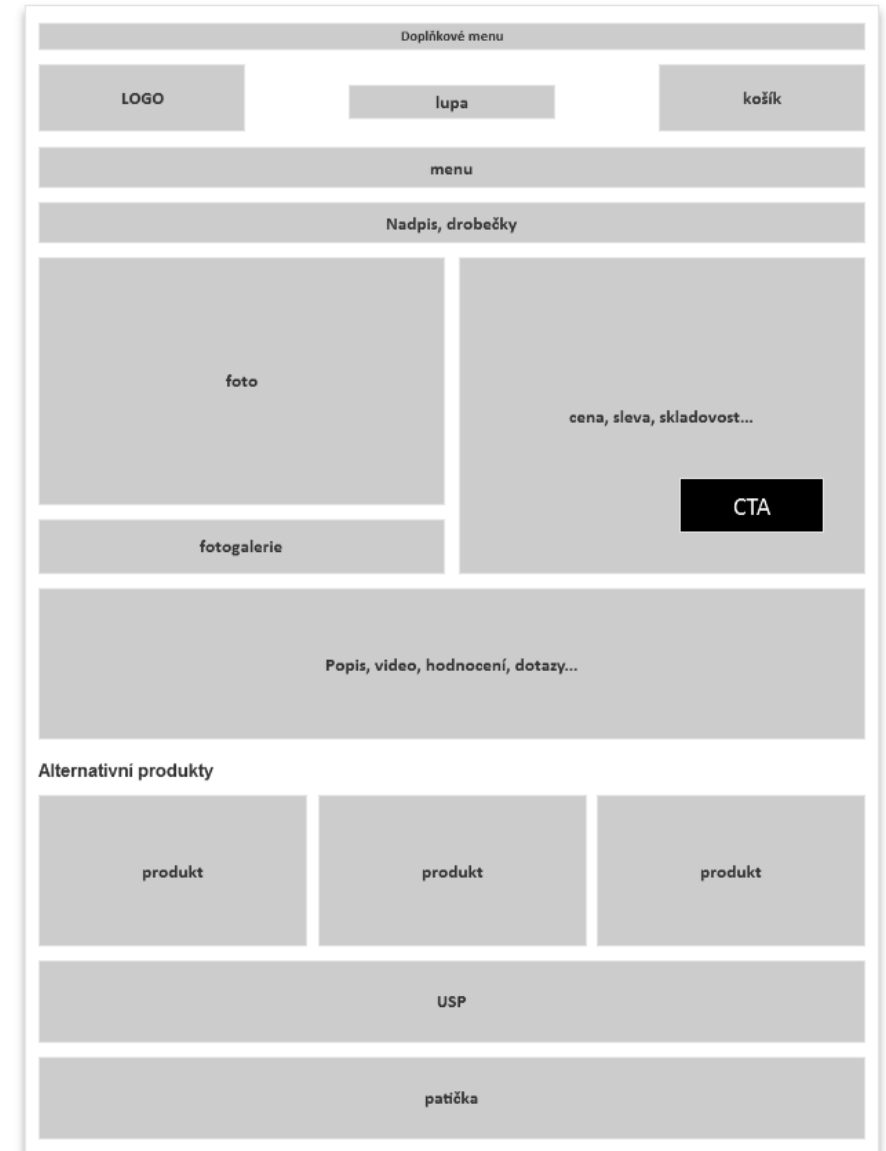 Doplňkové menu
LOGO
lupa
košík
menu
Nadpis, drobečky
foto
cena, sleva, skladovost...
CTA
fotogalerie
Popis, video, hodnocení, dotazy...
Alternativní produkty
produkt
produkt
produkt
USP
patička